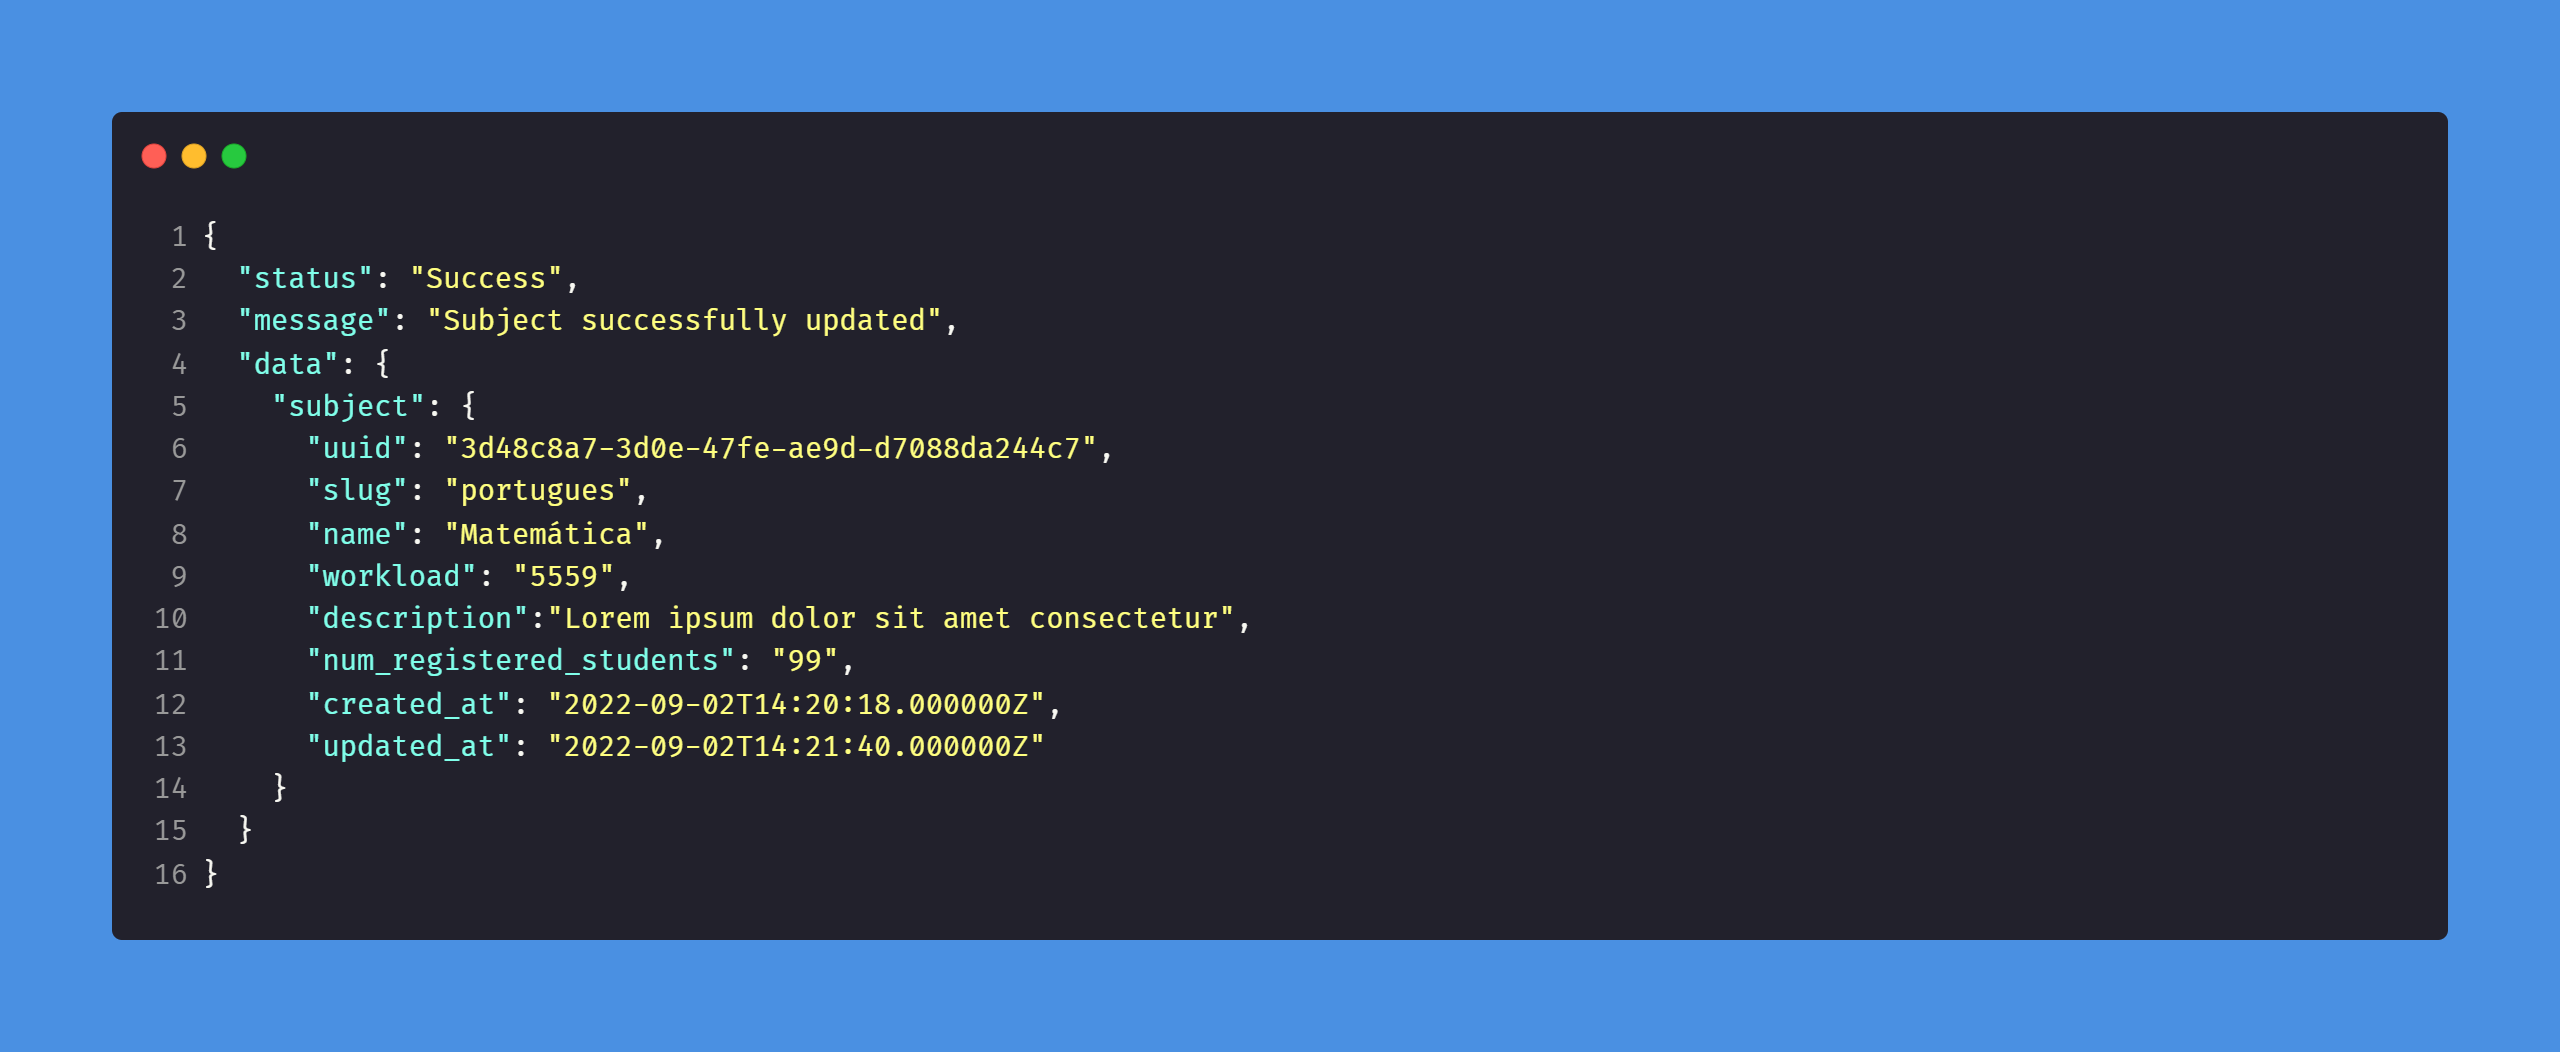 1 {
2   "status": "Success",
3   "message": "Subject successfully updated",
4   "data": {
5     "subject": {
6       "uuid": "3d48c8a7-3d0e-47fe-ae9d-d7088da244c7",
7       "slug": "portugues",
8       "name": "Matemática",
9       "workload": "5559",
10       "description":"Lorem ipsum dolor sit amet consectetur",
11       "num_registered_students": "99",
12       "created_at": "2022-09-02T14:20:18.000000Z",
13       "updated_at": "2022-09-02T14:21:40.000000Z"
14     }
15   }
16 }